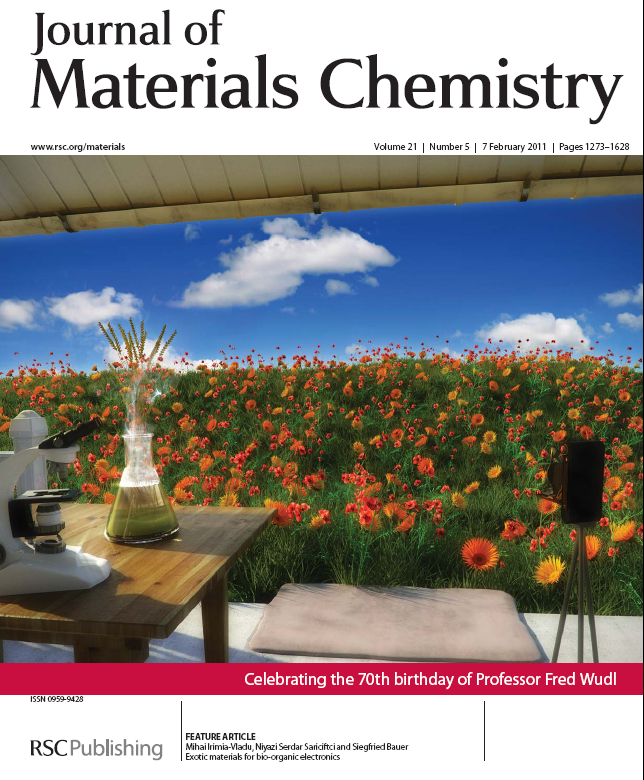 Journal of
Materials Chemistry
www.rsc.org/materials
Volume 21 | Number 5 | 7 February 2011 | Pages 1273–1628
Celebrating the 70th birthday of Professor Fred Wudl
ISSN 0959-9428
RSCPublishing
FEATURE ARTICLE
Mihai Irimia-Vladu, Niyazi Serdar Sariciftci and Siegfried Bauer
Exotic materials for bio-organic electronics